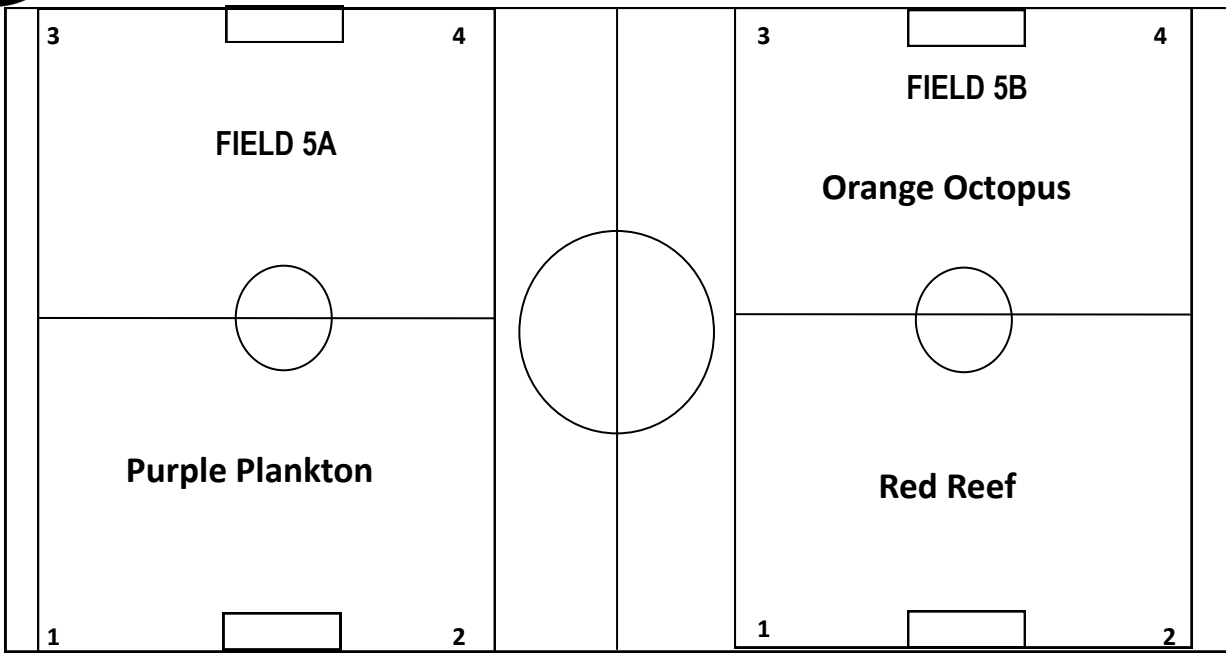 3
4
FIELD 5A
Purple Plankton
1
2
3
4
FIELD 5B
Orange Octopus
Red Reef
1
2